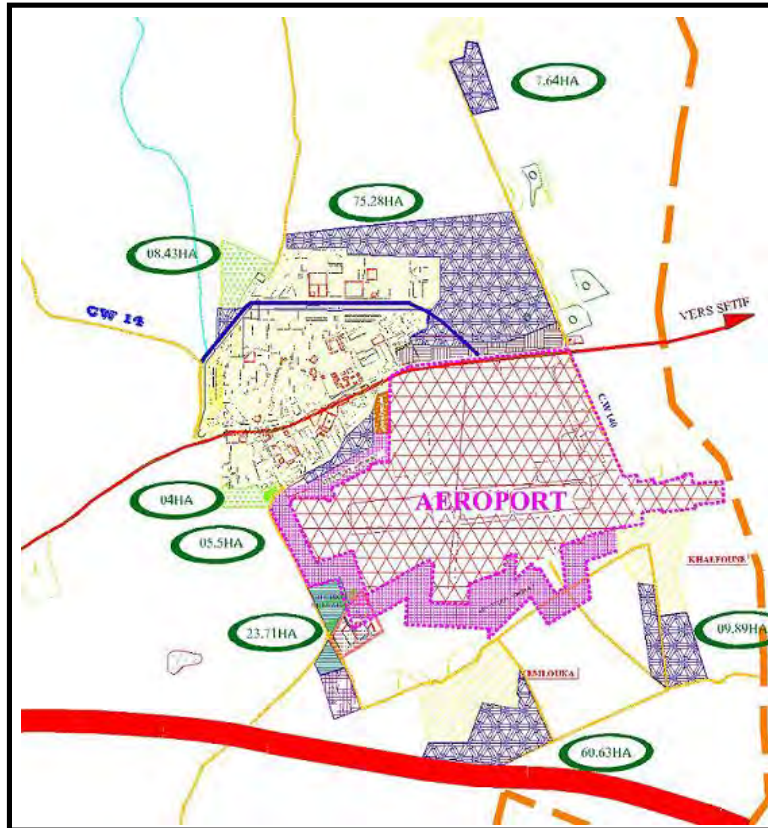 7.64HA
75.28HA
08.43HA
CW 14
VERS SETIF
C.W 140
AEROPORT
04HA
05.5HA
KHALFOUNE
23.71HA
09.89HA
60.63HA